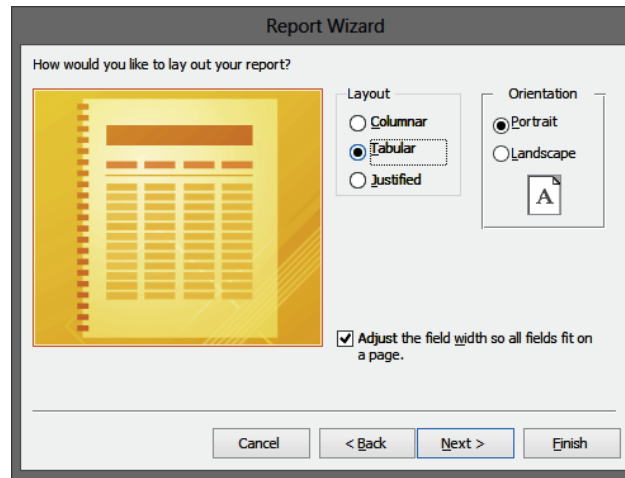 Report Wizard
How would you like to lay out your report?
Layout
Columnar
Tabular
Justified
Orientation
Portrait
Landscape
A
Adjust the field width so all fields fit on
a page.
Cancel
< Back
Next >
Finish